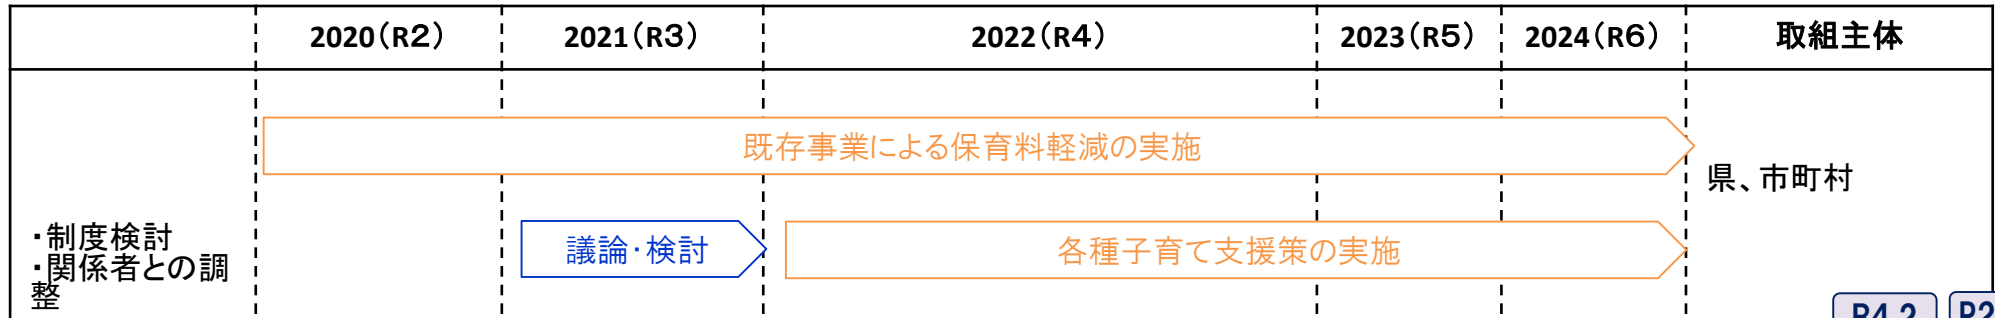 2020(R2) 2021(R3) 2022(R4) 2023(R5) 2024(R6) 取組主体
既存事業による保育料軽減の実施
県、市町村
・制度検討
・関係者との調
整
議論・検討 各種子育て支援策の実施